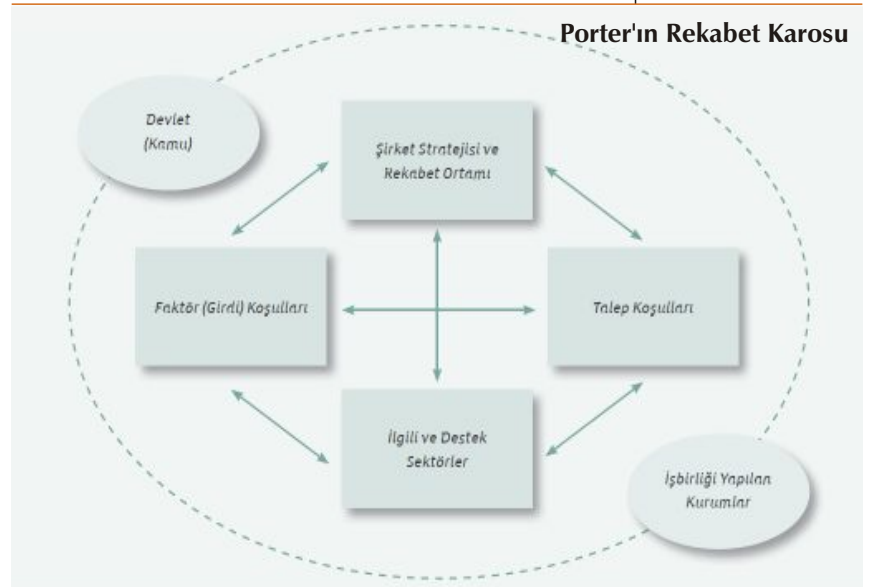 Porter'ın Rekabet Karosu
Devlet
(Kamu)
Şirket Stratejisi ve
Rekabet Ortamı
Faktör (Girdi) Koşulları
Talep Koşulları
İlgili ve Destek
Sektörler
İşbirliği Yapılan
Kurumlar